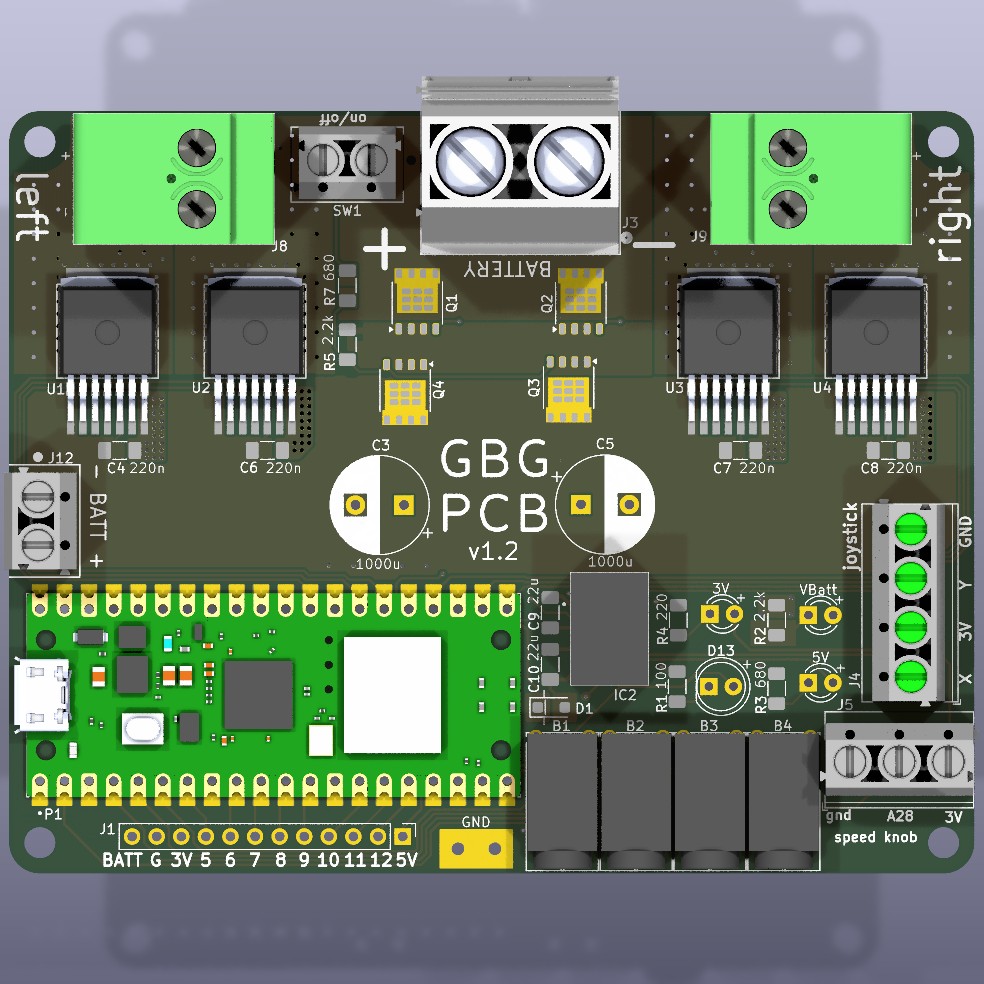 on/off
SW1
left
+
J8
J3
J9
+
right
+
BATTERY
—
R7 680
R5 2.2k
Q1
Q2
Q4
Q3
U1
U2
U3
U4
C4 220n
C6 220n
C7 220n
C8 220n
J12
- BATT +
C3
+
1000u
GBG
PCB
v1.2
C5
+
1000u
joystick
GND
Y
3V
X
J4
C9 22u
C10 22u
IC2
D1
R4 220
R1 100
3V
+
R2 2.2k
VBatt
+
D13
+
R3 680
5V
+
J5
B1
B2
B3
B4
gnd
A28
3V
speed knob
P1
J1
BATT G 3V 5 6 7 8 9 10 11 12 5V
GND